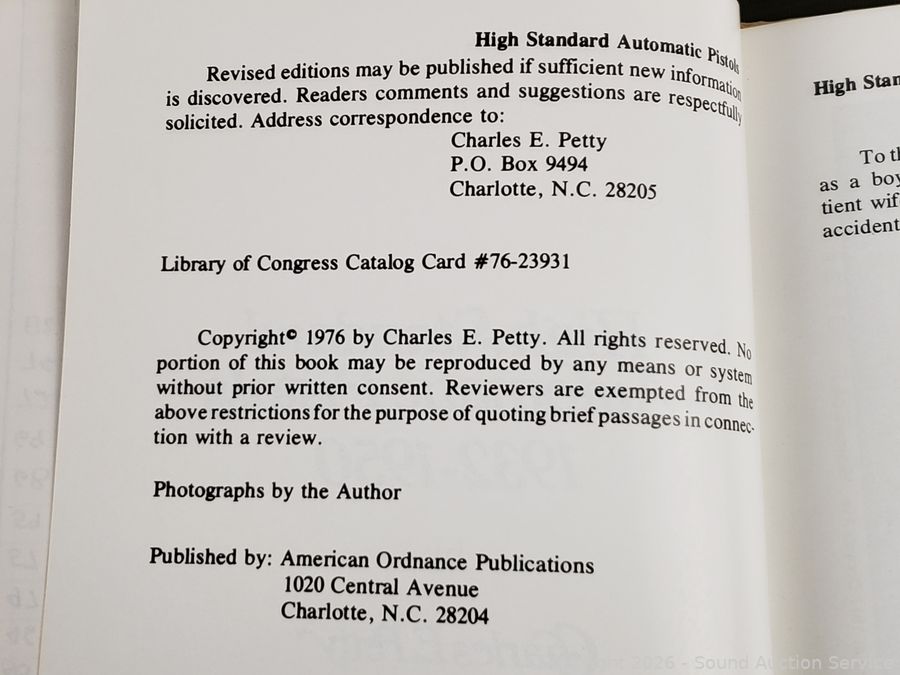 High Standard Automatic Pistols
Revised editions may be published if sufficient new information
is discovered. Readers comments and suggestions are respectfully
solicited. Address correspondence to:
Charles E. Petty
P.O. Box 9494
Charlotte, N.C. 28205
Library of Congress Catalog Card #76-23931
Copyright© 1976 by Charles E. Petty. All rights reserved. No
portion of this book may be reproduced by any means or system
without prior written consent. Reviewers are exempted from the
above restrictions for the purpose of quoting brief passages in connec-
tion with a review.
Photographs by the Author
Published by: American Ordnance Publications
1020 Central Avenue
Charlotte, N.C. 28204
High Stan
To th
as a boy
tient wif
accident
2026 - Sound Auction Service